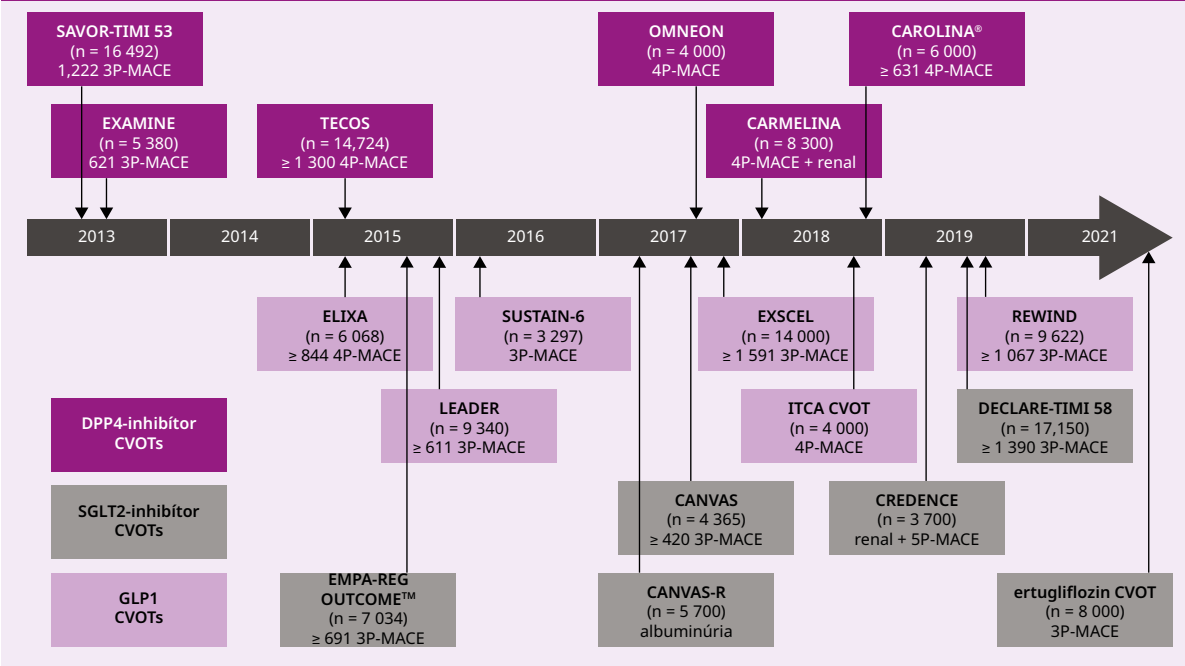 SAVOR-TIMI 53
(n = 16 492)
1,222 3P-MACE
OMNEON
(n = 4 000)
4P-MACE
CAROLINA®
(n = 6 000)
≥ 631 4P-MACE
EXAMINE
(n = 5 380)
621 3P-MACE
TECOS
(n = 14,724)
≥ 1 300 4P-MACE
CARMELINA
(n = 8 300)
4P-MACE + renal
2013
2014
2015
2016
2017
2018
2019
2021
ELIXA
(n = 6 068)
≥ 844 4P-MACE
SUSTAIN-6
(n = 3 297)
3P-MACE
EXSCEL
(n = 14 000)
≥ 1 591 3P-MACE
REWIND
(n = 9 622)
≥ 1 067 3P-MACE
LEADER
(n = 9 340)
≥ 611 3P-MACE
ITCA CVOT
(n = 4 000)
4P-MACE
DECLARE-TIMI 58
(n = 17,150)
≥ 1 390 3P-MACE
DPP4-inhibítor
CVOTs
SGLT2-inhibítor
CVOTs
GLP1
CVOTs
CANVAS
(n = 4 365)
≥ 420 3P-MACE
CREDENCE
(n = 3 700)
renal + 5P-MACE
EMPA-REG
OUTCOME™
(n = 7 034)
≥ 691 3P-MACE
CANVAS-R
(n = 5 700)
albuminúria
ertugliflozin CVOT
(n = 8 000)
3P-MACE